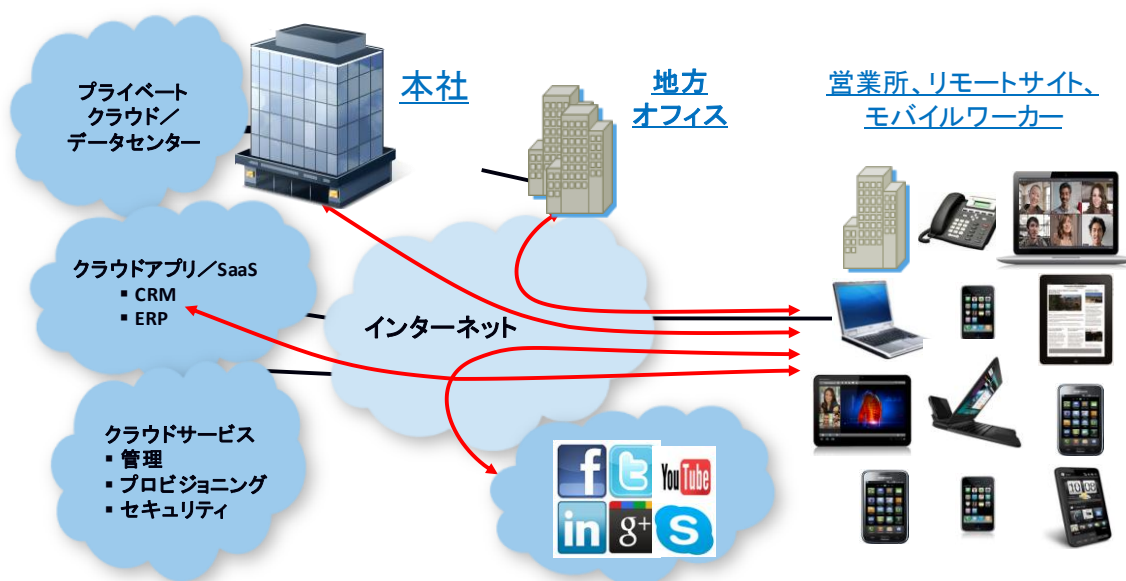 プライベート
クラウド／
データセンター
本社
地方
オフィス
営業所、リモートサイト、
モバイルワーカー
クラウドアプリ／SaaS
▪ CRM
▪ ERP
インターネット
クラウドサービス
▪ 管理
▪ プロビジョニング
▪ セキュリティ
f
t
You Tube
in
g+
S
10 08